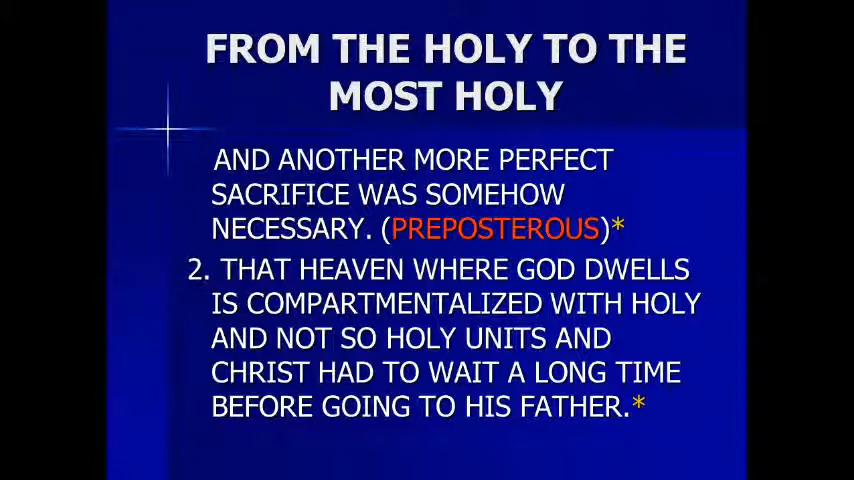 FROM THE HOLY TO THE
MOST HOLY
AND ANOTHER MORE PERFECT
SACRIFICE WAS SOMEHOW
NECESSARY. (PREPOSTEROUS)*
2. THAT HEAVEN WHERE GOD DWELLS
IS COMPARTMENTALIZED WITH HOLY
AND NOT SO HOLY UNITS AND
CHRIST HAD TO WAIT A LONG TIME
BEFORE GOING TO HIS FATHER.*